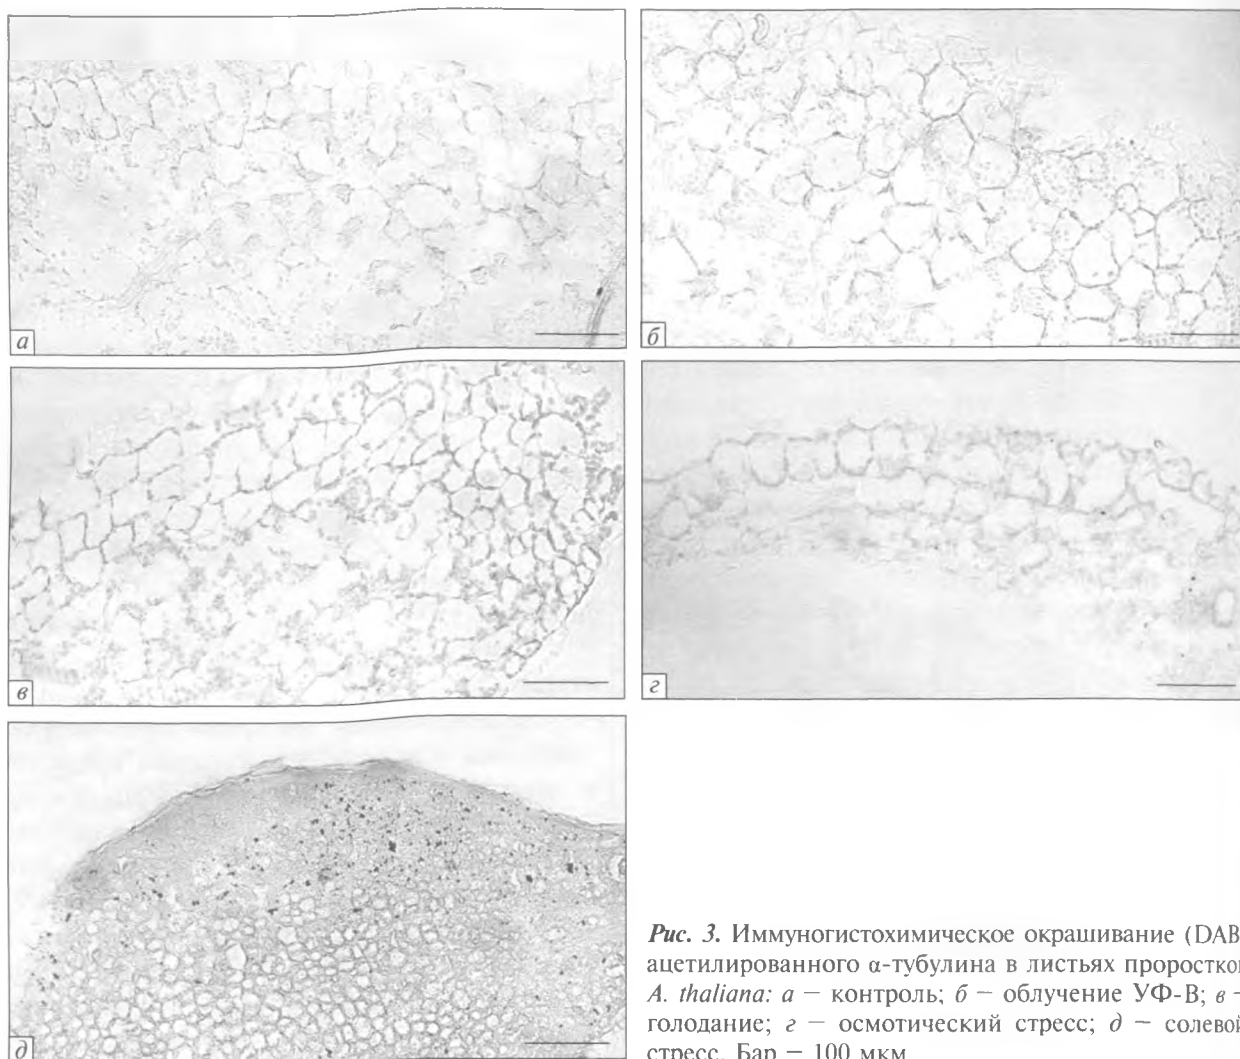 а
б
в
г
д
Рис. 3. Иммуногистохимическое окрашивание (DAB
ацетилированного α-тубулина в листьях проростков
A. thaliana: а — контроль; б — облучение УФ-В; в —
голодание; г — осмотический стресс; д — солевой
стресс. Бар — 100 мкм